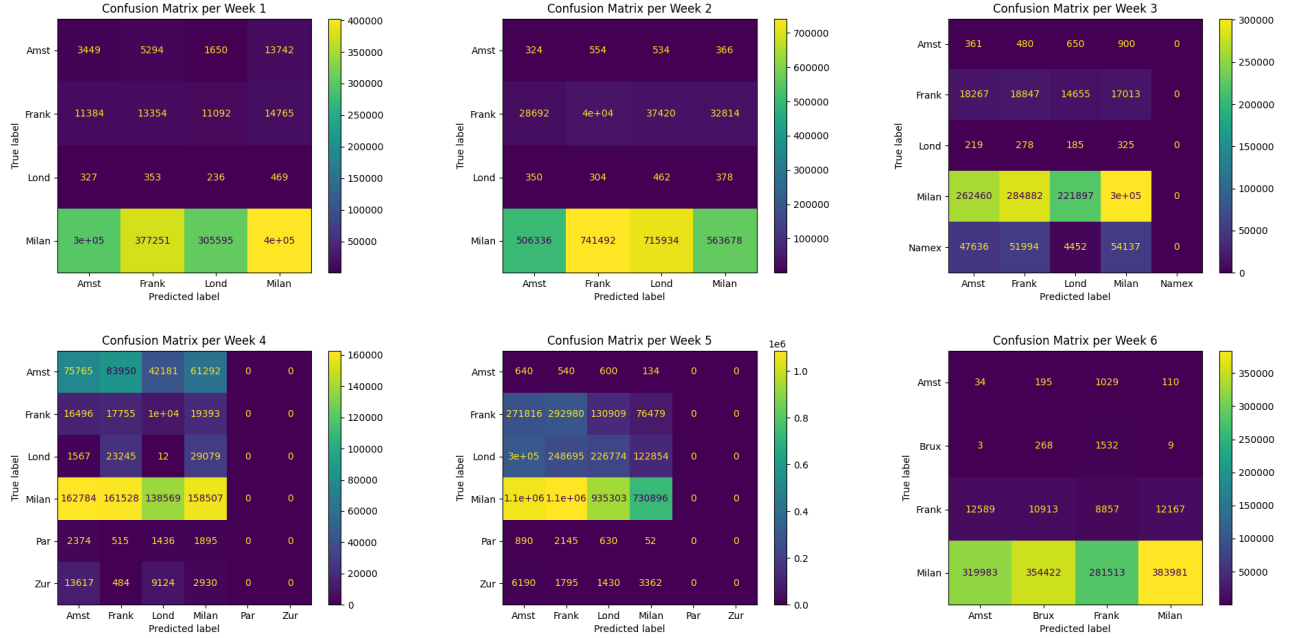 Confusion Matrix per Week 1
True label
Amst 3449 5294 1650 13742
Frank 11384 13354 11092 14765
Lond 327 353 236 469
Milan 3e+05 377251 305595 4e+05
Amst Frank Lond Milan
Predicted label
400000
350000
300000
250000
200000
150000
100000
50000
Confusion Matrix per Week 2
True label
Amst 324 554 534 366
Frank 28692 4e+04 37420 32814
Lond 350 304 462 378
Milan 506336 741492 715934 563678
Amst Frank Lond Milan
Predicted label
700000
600000
500000
400000
300000
200000
100000
Confusion Matrix per Week 3
True label
Amst 361 480 650 900 0
Frank 18267 18847 14655 17013 0
Lond 219 278 185 325 0
Milan 262460 284882 221897 3e+05 0
Namex 47636 51994 4452 54137 0
Amst Frank Lond Milan Namex
Predicted label
300000
250000
200000
150000
100000
50000
0
Confusion Matrix per Week 4
True label
Amst 75765 83950 42181 61292 0 0
Frank 16496 17755 1e+04 19393 0 0
Lond 1567 23245 12 29079 0 0
Milan 162784 161528 138569 158507 0 0
Par 2374 515 1436 1895 0 0
Zur 13617 484 9124 2930 0 0
Amst Frank Lond Milan Par Zur
Predicted label
160000
140000
120000
100000
80000
60000
40000
20000
0
Confusion Matrix per Week 5
True label
Amst 640 540 600 134 0 0
Frank 271816 292980 130909 76479 0 0
Lond 3e+05 248695 226774 122854 0 0
Milan 1.1e+06 1.1e+06 935303 730896 0 0
Par 890 2145 630 52 0 0
Zur 6190 1795 1430 3362 0 0
Amst Frank Lond Milan Par Zur
Predicted label
1e6
1.0
0.8
0.6
0.4
0.2
0.0
Confusion Matrix per Week 6
True label
Amst 34 195 1029 110
Brux 3 268 1532 9
Frank 12589 10913 8857 12167
Milan 319983 354422 281513 383981
Amst Brux Frank Milan
Predicted label
350000
300000
250000
200000
150000
100000
50000